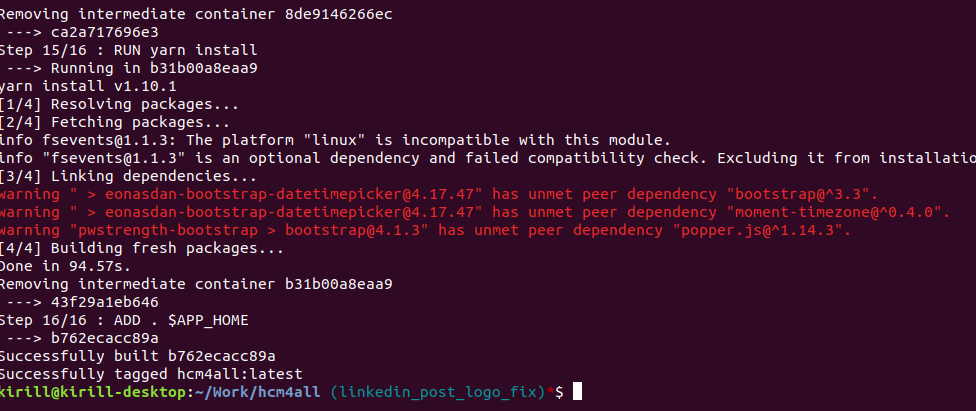 Removing intermediate container 8de9146266ec
---> ca2a717696e3
Step 15/16 : RUN yarn install
---> Running in b31b00a8eaa9
yarn install v1.10.1
[1/4] Resolving packages...
[2/4] Fetching packages...
info fsevents@1.1.3: The platform "linux" is incompatible with this module.
info "fsevents@1.1.3" is an optional dependency and failed compatibility check. Excluding it from installatio
[3/4] Linking dependencies...
warning " > eonasdan-bootstrap-datetimepicker@4.17.47" has unmet peer dependency "bootstrap@^3.3".
warning " > eonasdan-bootstrap-datetimepicker@4.17.47" has unmet peer dependency "moment-timezone@^0.4.0".
warning "pwstrength-bootstrap > bootstrap@4.1.3" has unmet peer dependency "popper.js@^1.14.3".
[4/4] Building fresh packages...
Done in 94.57s.
Removing intermediate container b31b00a8eaa9
---> 43f29a1eb646
Step 16/16 : ADD . $APP_HOME
---> b762ecacc89a
Successfully built b762ecacc89a
Successfully tagged hcm4all:latest
kirill@kirill-desktop:~/Work/hcm4all (linkedin_post_logo_fix)*$